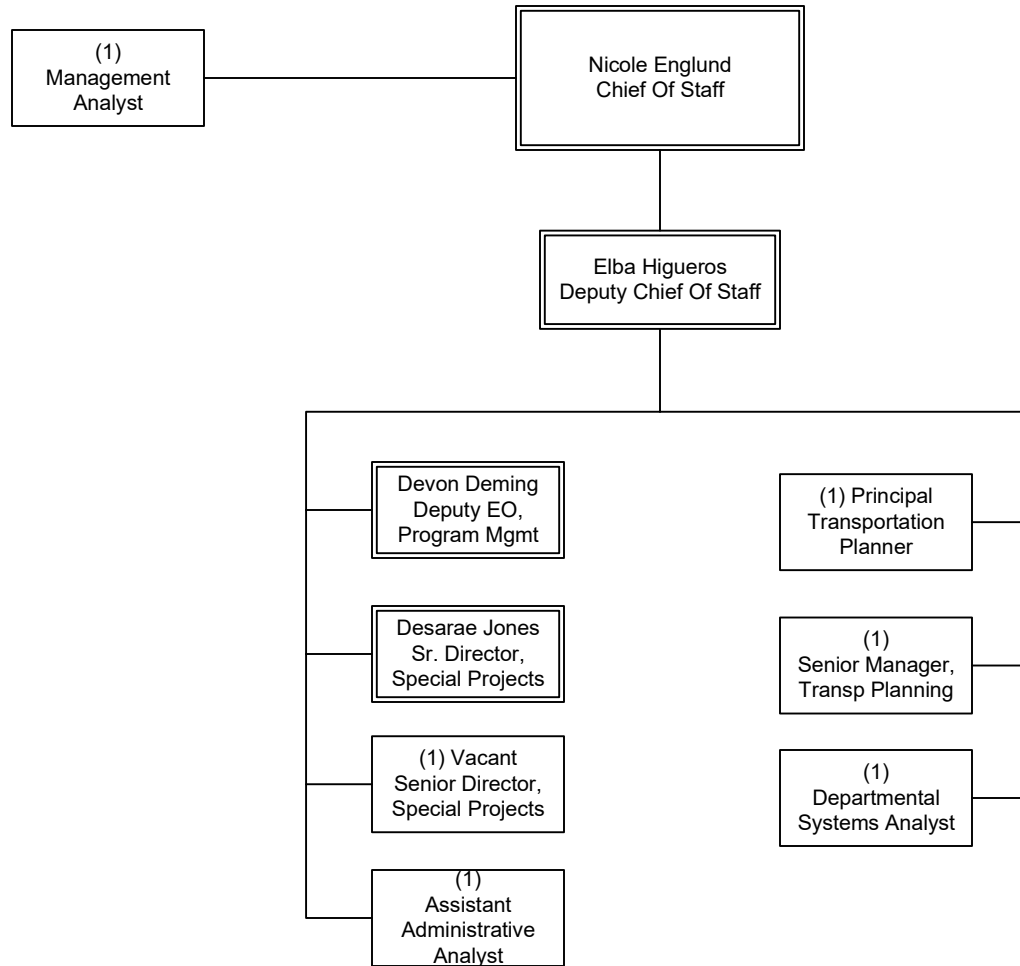 (1)
Management
Analyst
Nicole Englund
Chief Of Staff
Elba Higueros
Deputy Chief Of Staff
Devon Deming
Deputy EO,
Program Mgmt
Desarae Jones
Sr. Director,
Special Projects
(1) Vacant
Senior Director,
Special Projects
(1)
Assistant
Administrative
Analyst
(1) Principal
Transportation
Planner
(1)
Senior Manager,
Transp Planning
(1)
Departmental
Systems Analyst